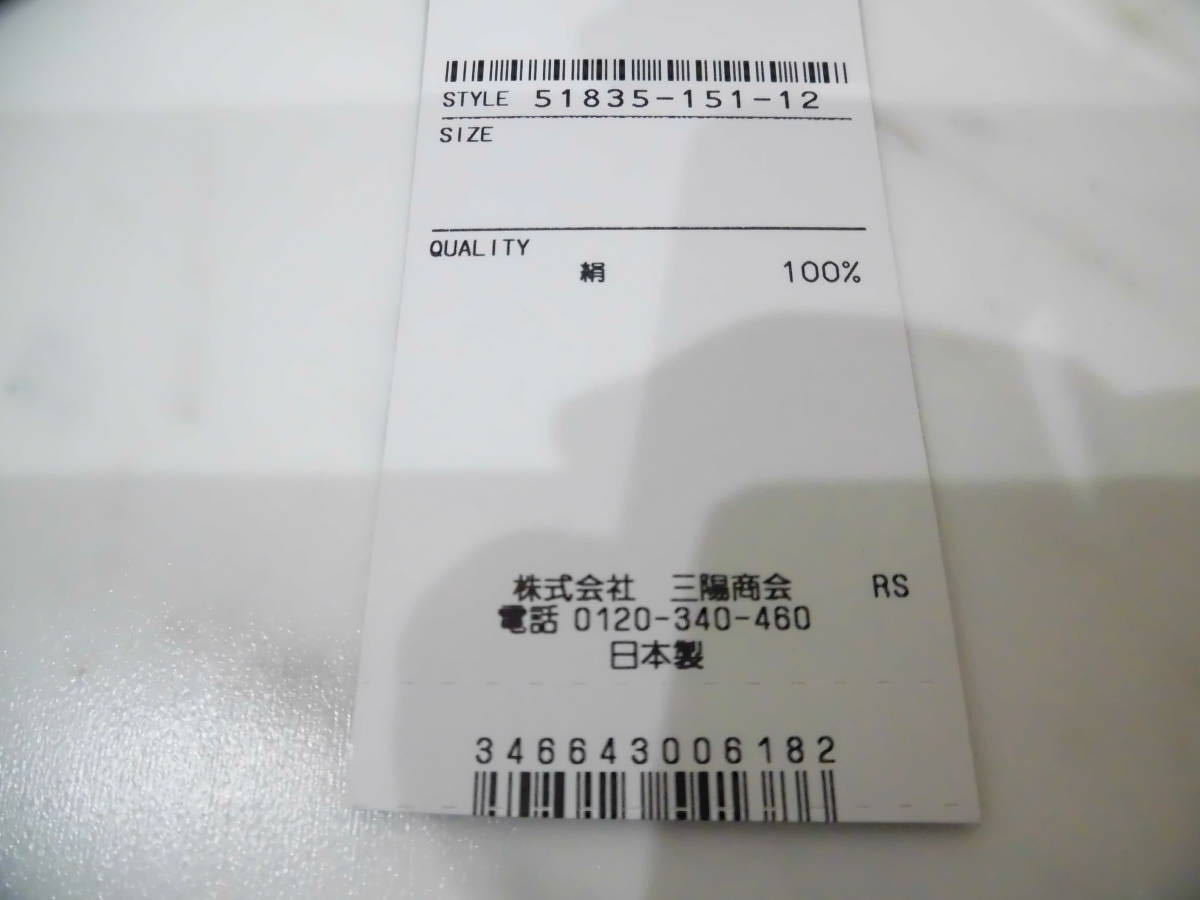 STYLE 51835-151-12
SIZE
QUALITY
絹 100%
株式会社 三陽商会 RS
電話 0120-340-460
日本製
346643006182